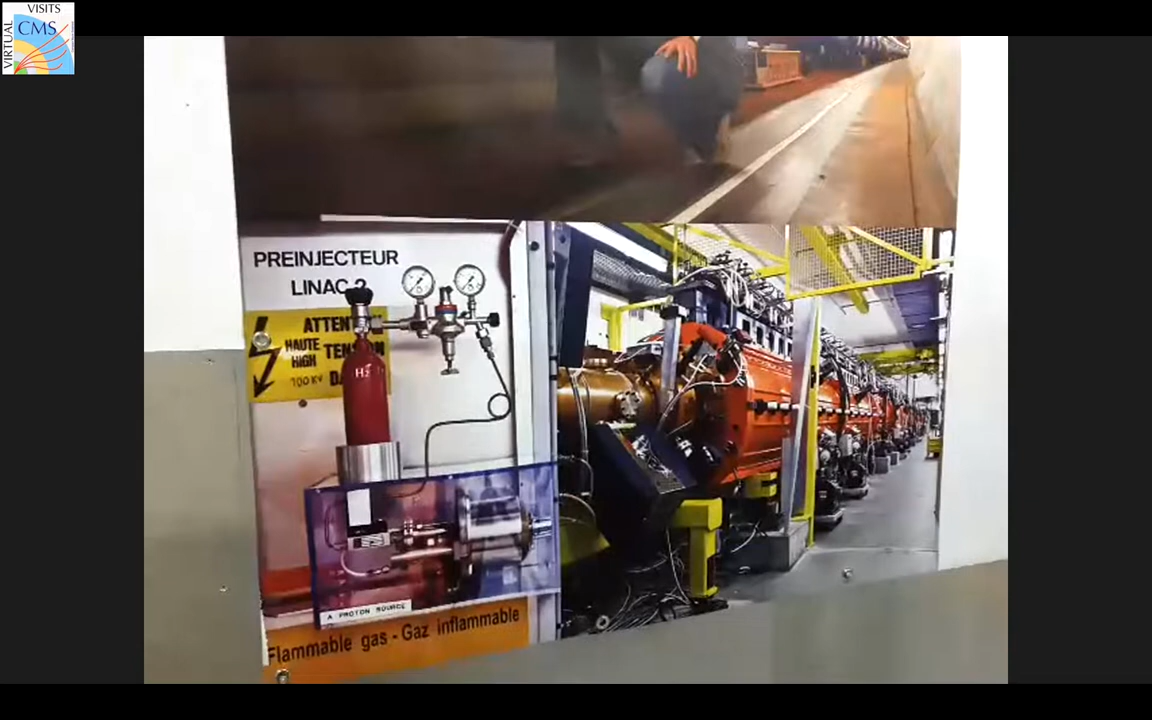 VISITS
VIRTUAL
CMS
PREINJECTEUR
LINAC 2
HAUTE
HIGH
100 KV
H2
A PROTON SOURCE
Flammable gas - Gaz inflammable